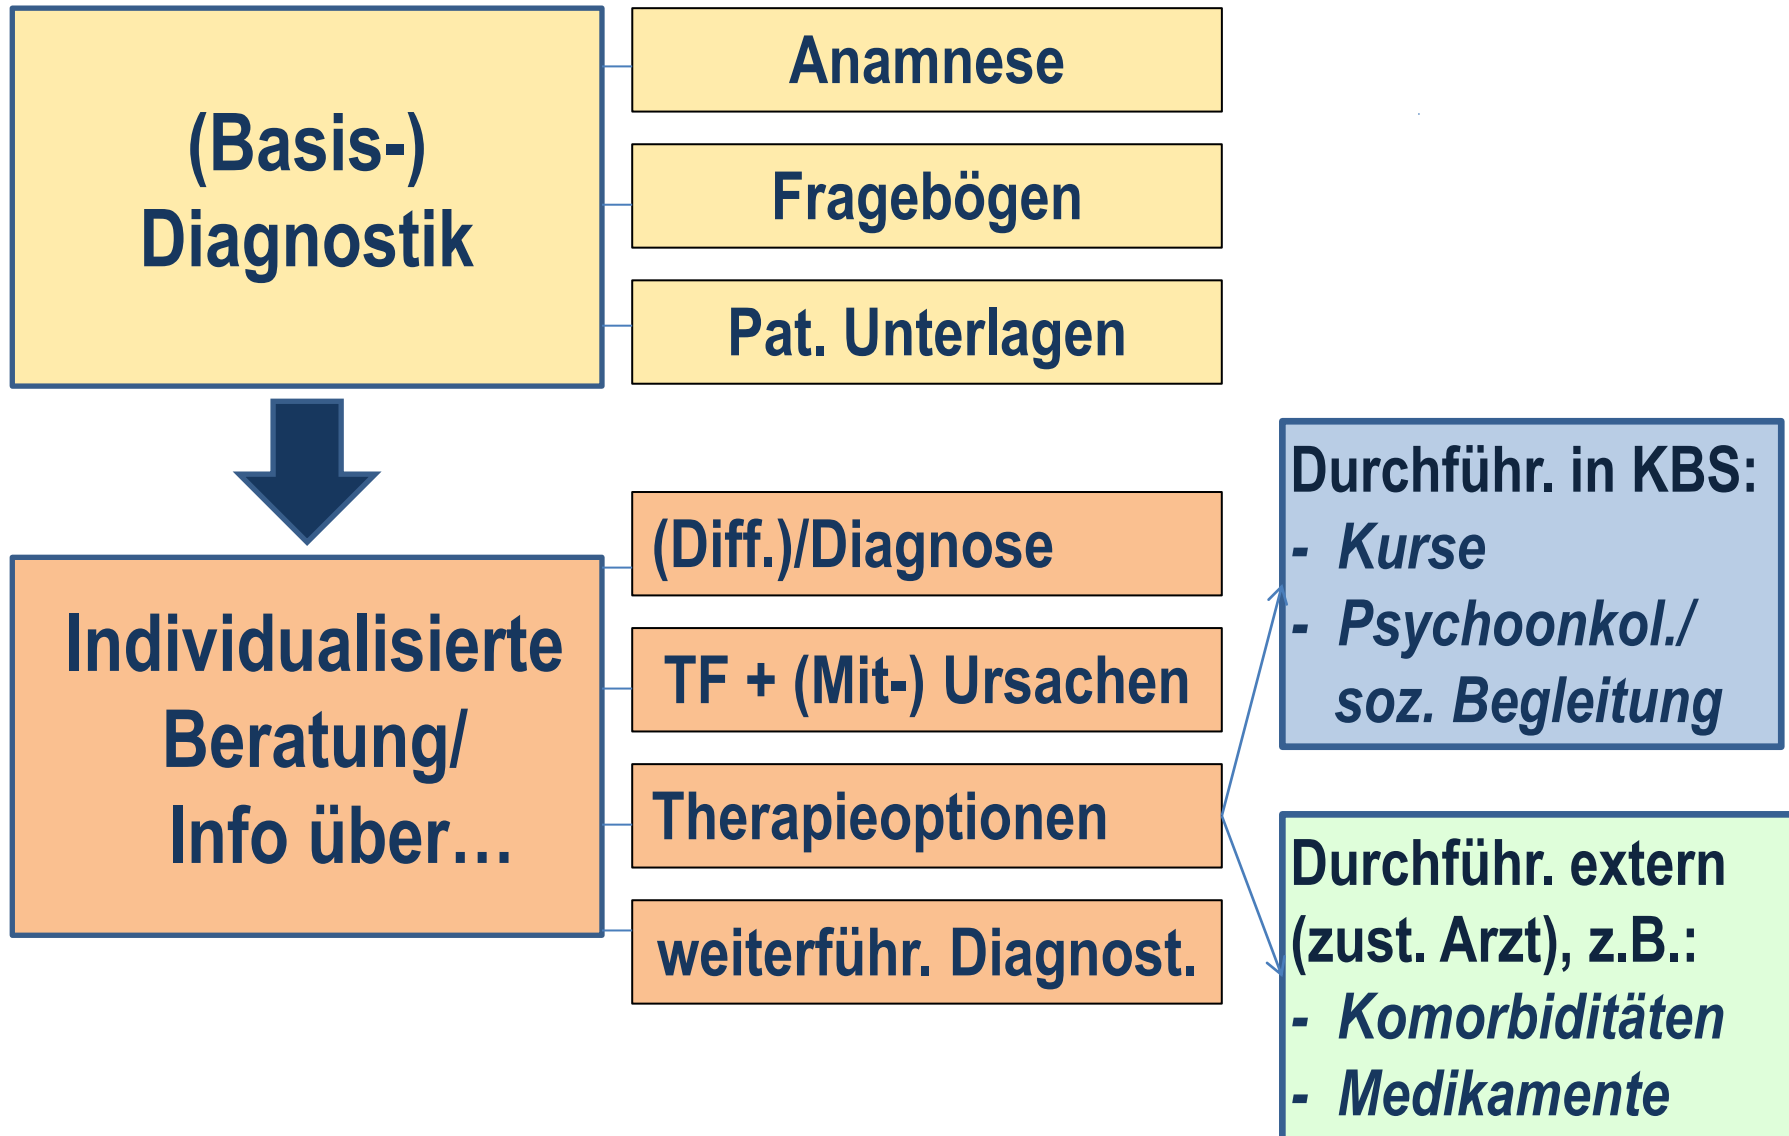 (Basis-)
Diagnostik
Anamnese
Fragebögen
Pat. Unterlagen
Individualisierte
Beratung/
Info über…
(Diff.)/Diagnose
TF + (Mit-) Ursachen
Therapieoptionen
weiterführ. Diagnost.
Durchführ. in KBS:
- Kurse
- Psychoonkol./
soz. Begleitung
Durchführ. extern
(zust. Arzt), z.B.:
- Komorbiditäten
- Medikamente